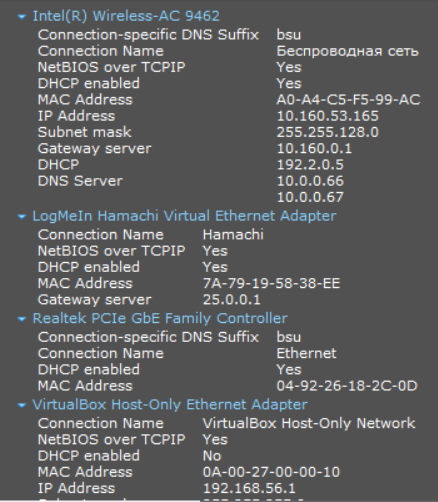 Intel(R) Wireless-AC 9462
Connection-specific DNS Suffix bsu
Connection Name Беспроводная сеть
NetBIOS over TCPIP Yes
DHCP enabled Yes
MAC Address A0-A4-C5-F5-99-AC
IP Address 10.160.53.165
Subnet mask 255.255.128.0
Gateway server 10.160.0.1
DHCP 192.2.0.5
DNS Server 10.0.0.66
10.0.0.67
LogMeIn Hamachi Virtual Ethernet Adapter
Connection Name Hamachi
NetBIOS over TCPIP Yes
DHCP enabled Yes
MAC Address 7A-79-19-58-38-EE
Gateway server 25.0.0.1
Realtek PCIe GbE Family Controller
Connection-specific DNS Suffix bsu
Connection Name Ethernet
DHCP enabled Yes
MAC Address 04-92-26-18-2C-0D
VirtualBox Host-Only Ethernet Adapter
Connection Name VirtualBox Host-Only Network
NetBIOS over TCPIP Yes
DHCP enabled No
MAC Address 0A-00-27-00-00-10
IP Address 192.168.56.1